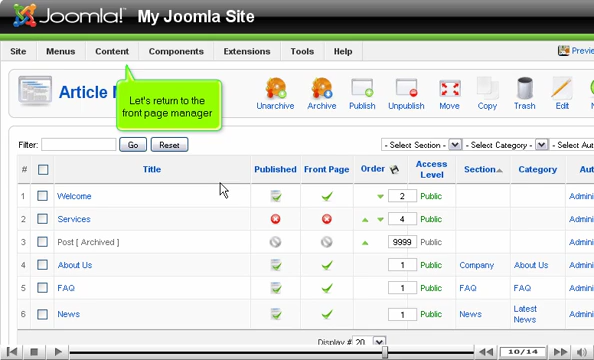 Joomla! My Joomla Site
Site Menus Content Components Extensions Tools Help Preview
Article M
Let's return to the
front page manager
Unarchive Archive Publish Unpublish Move Copy Trash Edit N
Filter: Go Reset - Select Section - - Select Category - - Select Aut
# Title Published Front Page Order Access Level Section Category Aut
1 Welcome 2 Public Admini
2 Services 4 Public Admini
3 Post [ Archived ] 9999 Public Admini
4 About Us 1 Public Company About Us Admini
5 FAQ 1 Public FAQ FAQ Admini
6 News 1 Public News Latest News Admini
Display # 20
10/14